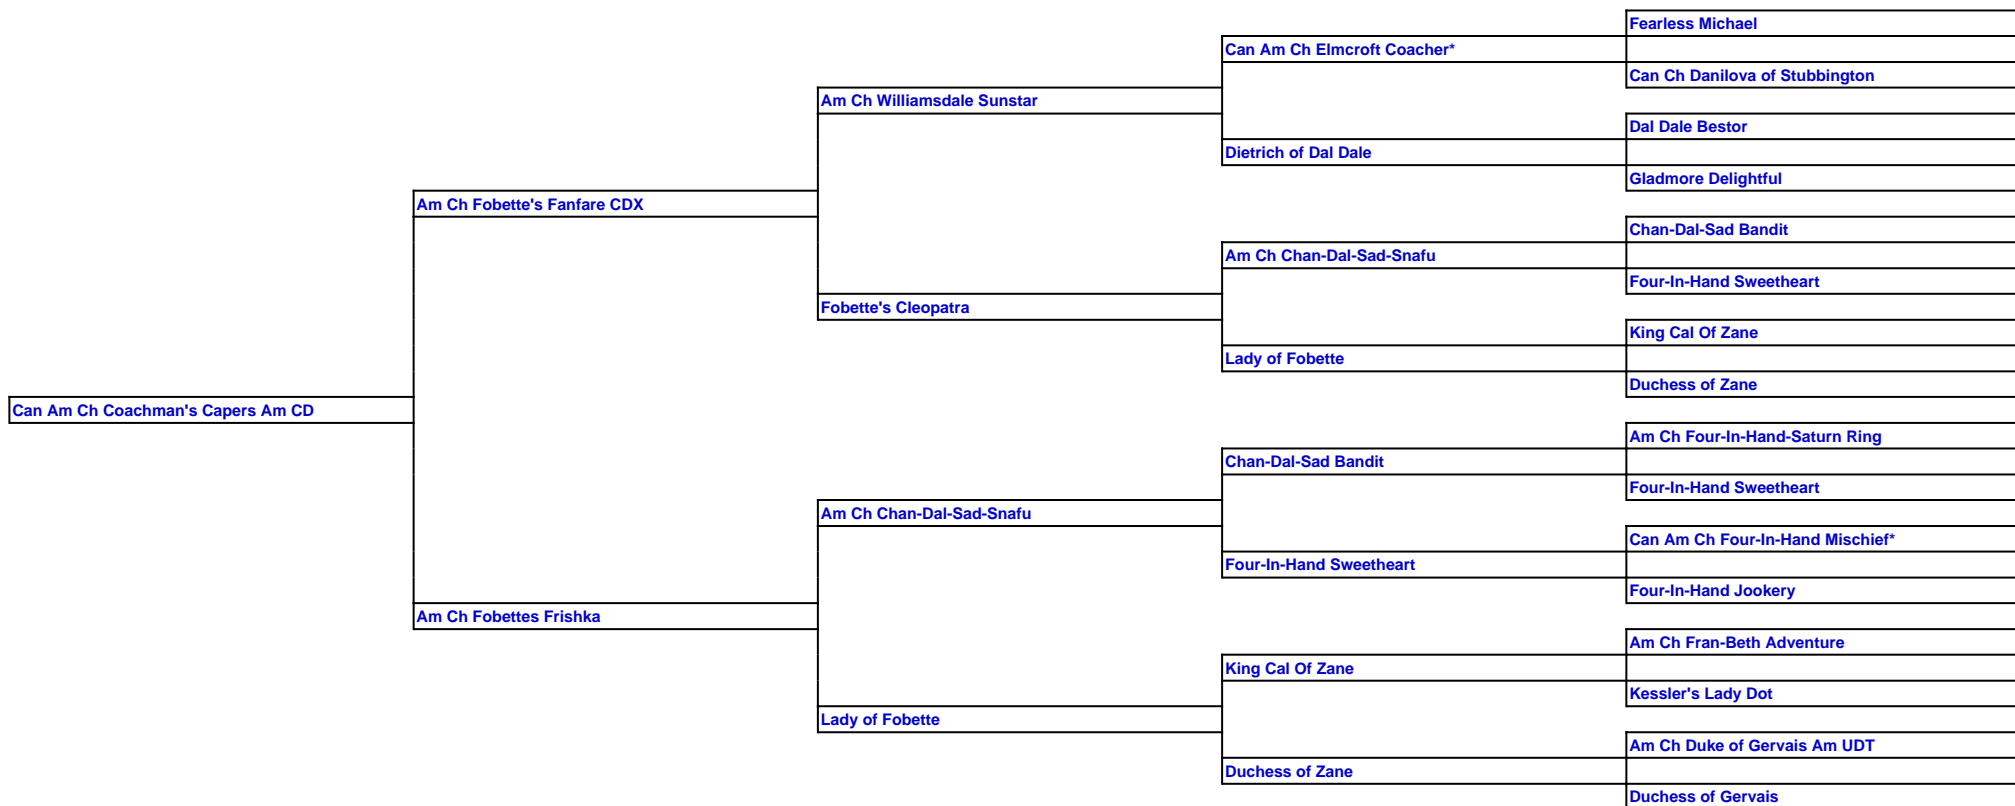 Fearless Michael
Can Am Ch Elmcroft Coacher*
Can Ch Danilova of Stubbington
Am Ch Williamsdale Sunstar
Dal Dale Bestor
Dietrich of Dal Dale
Gladmore Delightful
Am Ch Fobette's Fanfare CDX
Chan-Dal-Sad Bandit
Am Ch Chan-Dal-Sad-Snafu
Four-In-Hand Sweetheart
Fobette's Cleopatra
King Cal Of Zane
Lady of Fobette
Duchess of Zane
Can Am Ch Coachman's Capers Am CD
Am Ch Four-In-Hand-Saturn Ring
Chan-Dal-Sad Bandit
Four-In-Hand Sweetheart
Am Ch Chan-Dal-Sad-Snafu
Can Am Ch Four-In-Hand Mischief*
Four-In-Hand Sweetheart
Four-In-Hand Jookery
Am Ch Fobettes Frishka
Am Ch Fran-Beth Adventure
King Cal Of Zane
Kessler's Lady Dot
Lady of Fobette
Am Ch Duke of Gervais Am UDT
Duchess of Zane
Duchess of Gervais